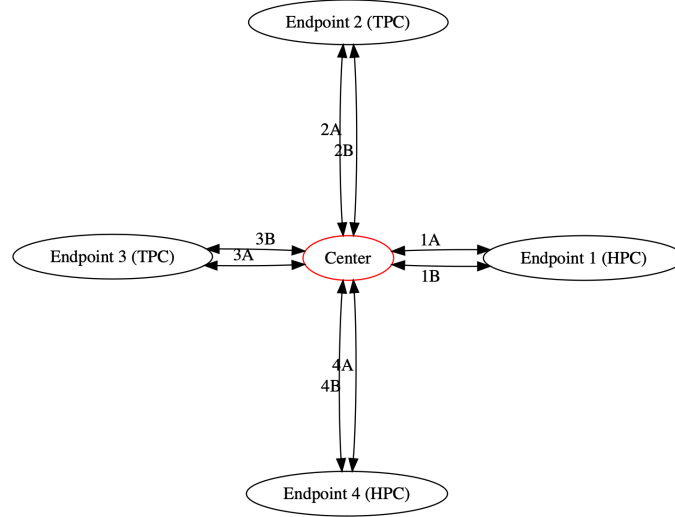 Endpoint 2 (TPC)
2A
2B
3B
1A
Endpoint 3 (TPC)
3A
Center
Endpoint 1 (HPC)
1B
4A
4B
Endpoint 4 (HPC)